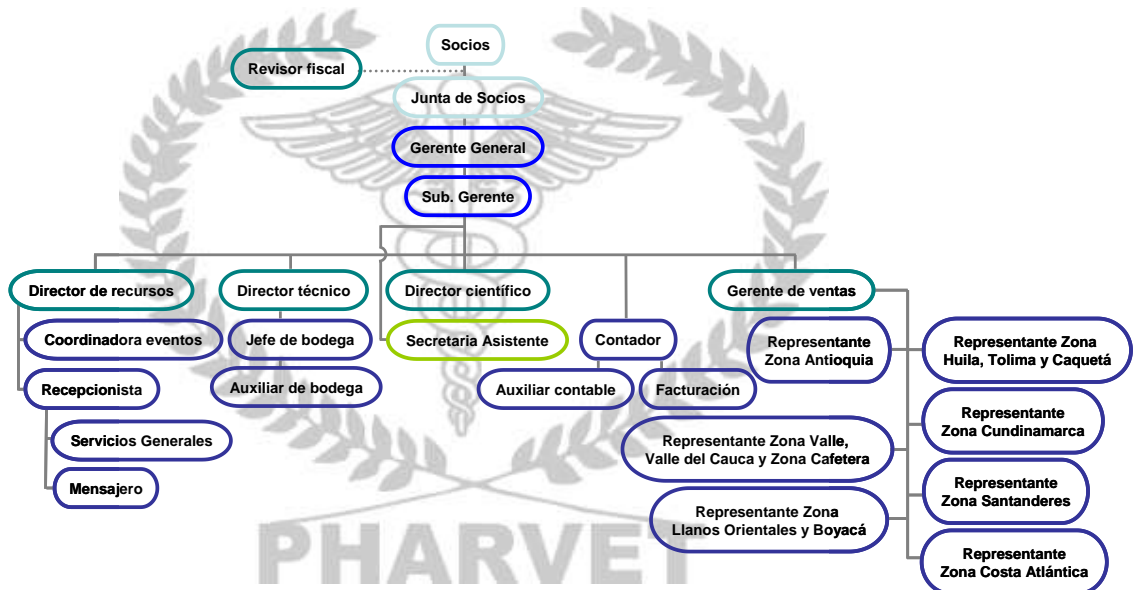 Socios
Revisor fiscal
Junta de Socios
Gerente General
Sub. Gerente
Director de recursos
Director técnico
Director científico
Gerente de ventas
Coordinadora eventos
Jefe de bodega
Secretaria Asistente
Contador
Representante
Zona Antioquia
Representante Zona
Huila, Tolima y Caquetá
Recepcionista
Auxiliar de bodega
Auxiliar contable
Facturación
Representante
Zona Cundinamarca
Servicios Generales
Representante Zona Valle,
Valle del Cauca y Zona Cafetera
Mensajero
Representante
Zona Santanderes
Representante Zona
Llanos Orientales y Boyacá
Representante
Zona Costa Atlántica
PHARVET